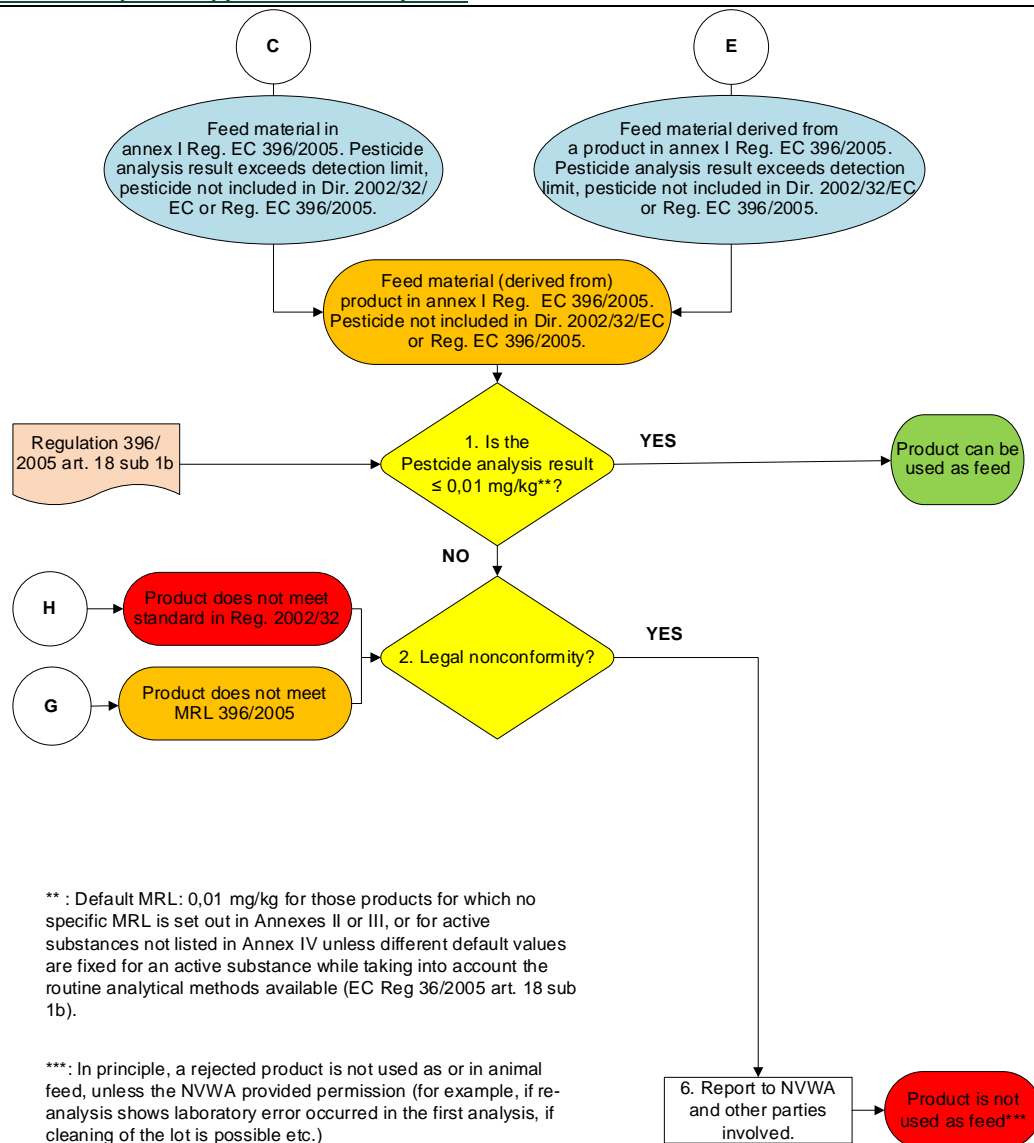 C
E
Feed material in
annex I Reg. EC 396/2005. Pesticide
analysis result exceeds detection limit,
pesticide not included in Dir. 2002/32/
EC or Reg. EC 396/2005.
Feed material derived from
a product in annex I Reg. EC 396/2005.
Pesticide analysis result exceeds detection
limit, pesticide not included in Dir. 2002/32/EC
or Reg. EC 396/2005.
Feed material (derived from)
product in annex I Reg. EC 396/2005.
Pesticide not included in Dir. 2002/32/EC
or Reg. EC 396/2005.
Regulation 396/
2005 art. 18 sub 1b
1. Is the
Pestcide analysis result
≤ 0,01 mg/kg**?
YES
Product can be
used as feed
NO
H
Product does not meet
standard in Reg. 2002/32
G
Product does not meet
MRL 396/2005
2. Legal nonconformity?
YES
** : Default MRL: 0,01 mg/kg for those products for which no
specific MRL is set out in Annexes II or III, or for active
substances not listed in Annex IV unless different default values
are fixed for an active substance while taking into account the
routine analytical methods available (EC Reg 36/2005 art. 18 sub
1b).
***: In principle, a rejected product is not used as or in animal
feed, unless the NVWA provided permission (for example, if re-
analysis shows laboratory error occurred in the first analysis, if
cleaning of the lot is possible etc.)
6. Report to NVWA
and other parties
involved.
Product is not
used as feed***